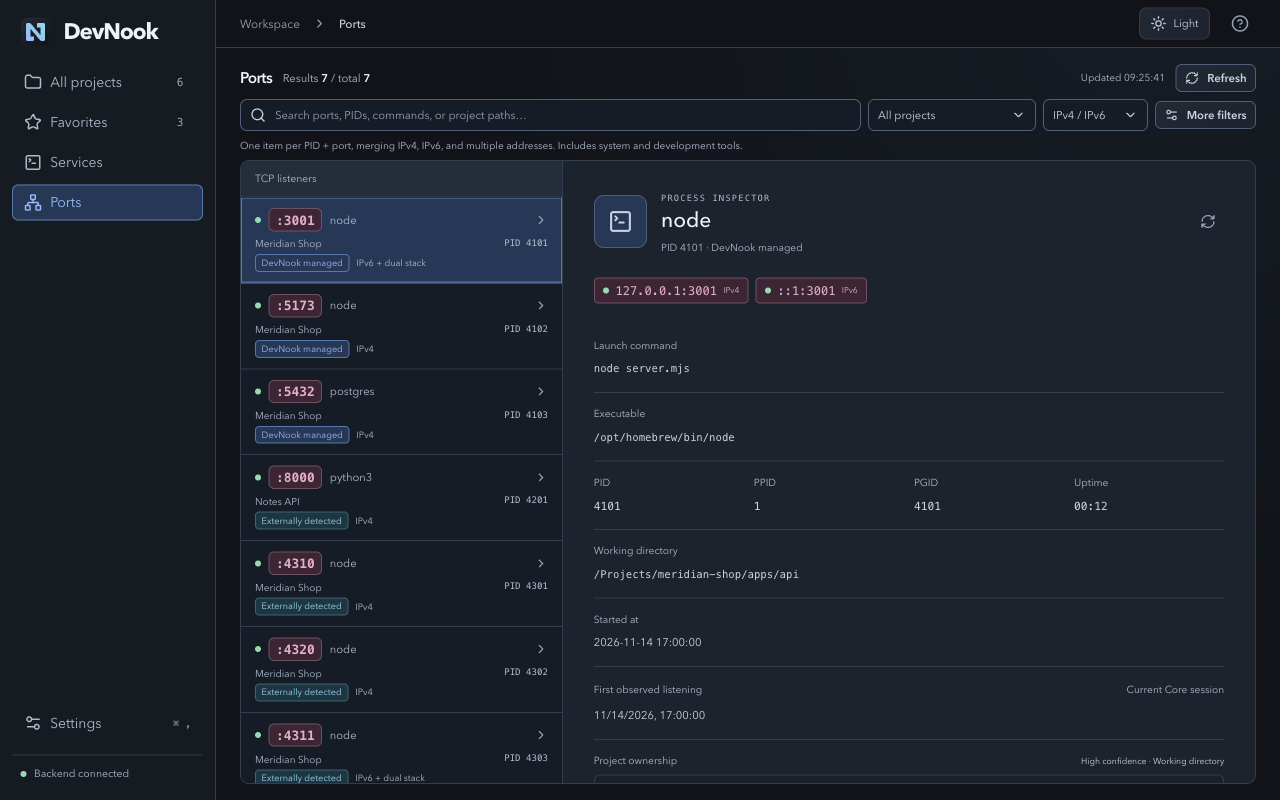 DevNook
All projects 6
Favorites 3
Services
Ports
Settings ⌘ ,
Backend connected
Workspace > Ports
Light
Ports Results 7 / total 7
Updated 09:25:41 Refresh
Search ports, PIDs, commands, or project paths…
All projects
IPv4 / IPv6
More filters
One item per PID + port, merging IPv4, IPv6, and multiple addresses. Includes system and development tools.
TCP listeners
:3001 node
Meridian Shop PID 4101
DevNook managed IPv6 + dual stack
:5173 node
Meridian Shop PID 4102
DevNook managed IPv4
:5432 postgres
Meridian Shop PID 4103
DevNook managed IPv4
:8000 python3
Notes API PID 4201
Externally detected IPv4
:4310 node
Meridian Shop PID 4301
Externally detected IPv4
:4320 node
Meridian Shop PID 4302
Externally detected IPv4
:4311 node
Meridian Shop PID 4303
Externally detected IPv6 + dual stack
PROCESS INSPECTOR
node
PID 4101 · DevNook managed
127.0.0.1:3001 IPv4
::1:3001 IPv6
Launch command
node server.mjs
Executable
/opt/homebrew/bin/node
PID PPID PGID Uptime
4101 1 4101 00:12
Working directory
/Projects/meridian-shop/apps/api
Started at
2026-11-14 17:00:00
First observed listening Current Core session
11/14/2026, 17:00:00
Project ownership High confidence · Working directory